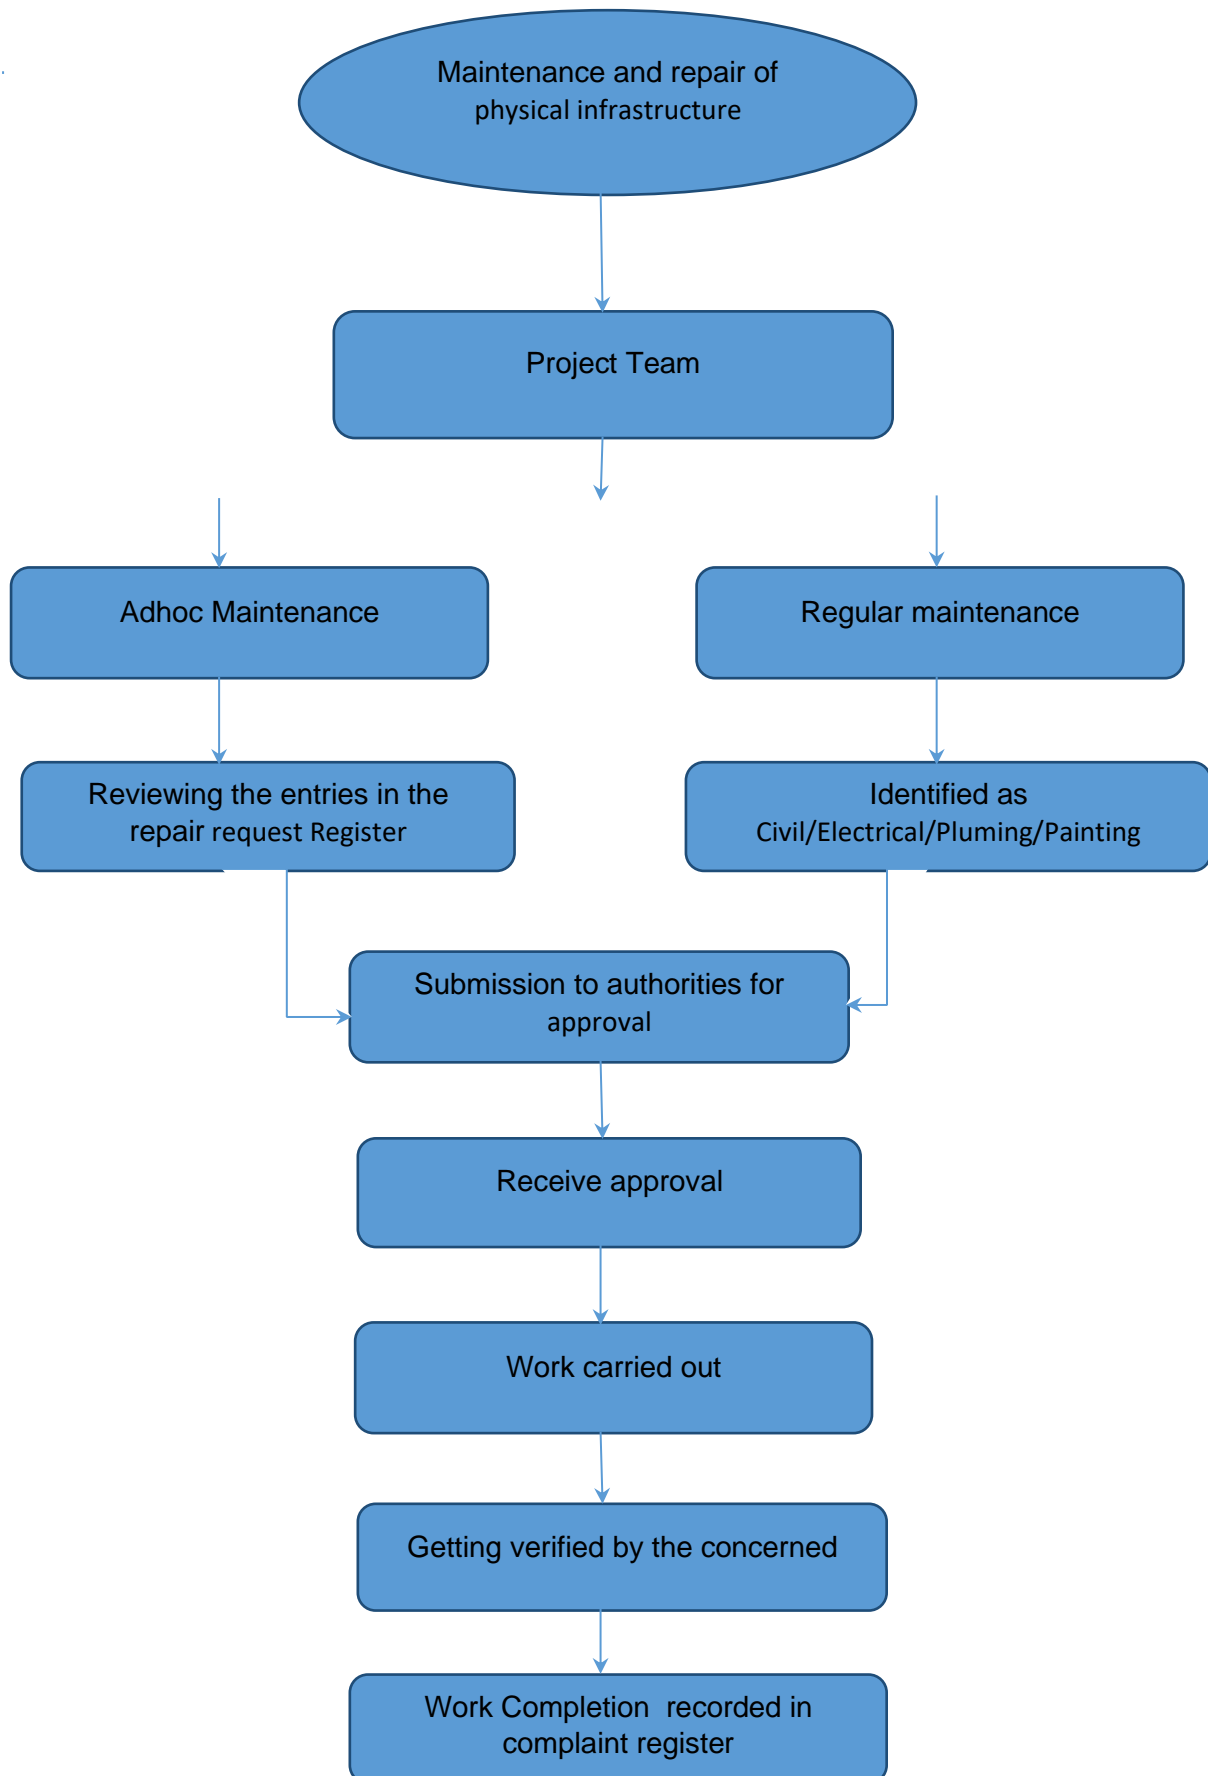 Maintenance and repair of
physical infrastructure
Project Team
Adhoc Maintenance
Regular maintenance
Reviewing the entries in the
repair request Register
Identified as
Civil/Electrical/Pluming/Painting
Submission to authorities for
approval
Receive approval
Work carried out
Getting verified by the concerned
Work Completion  recorded in
complaint register